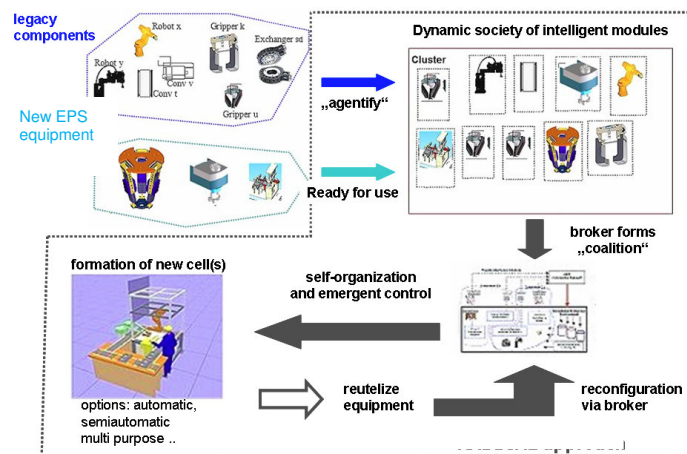 legacy
components
Robot x
Gripper k
Exchanger sd
Robot y
Conv v
Conv t
Gripper u
„agentify“
New EPS
equipment
Ready for use
Dynamic society of intelligent modules
Cluster
broker forms
„coalition“
formation of new cell(s)
self-organization
and emergent control
options: automatic,
semiautomatic
multi purpose ..
reutelize
equipment
reconfiguration
via broker